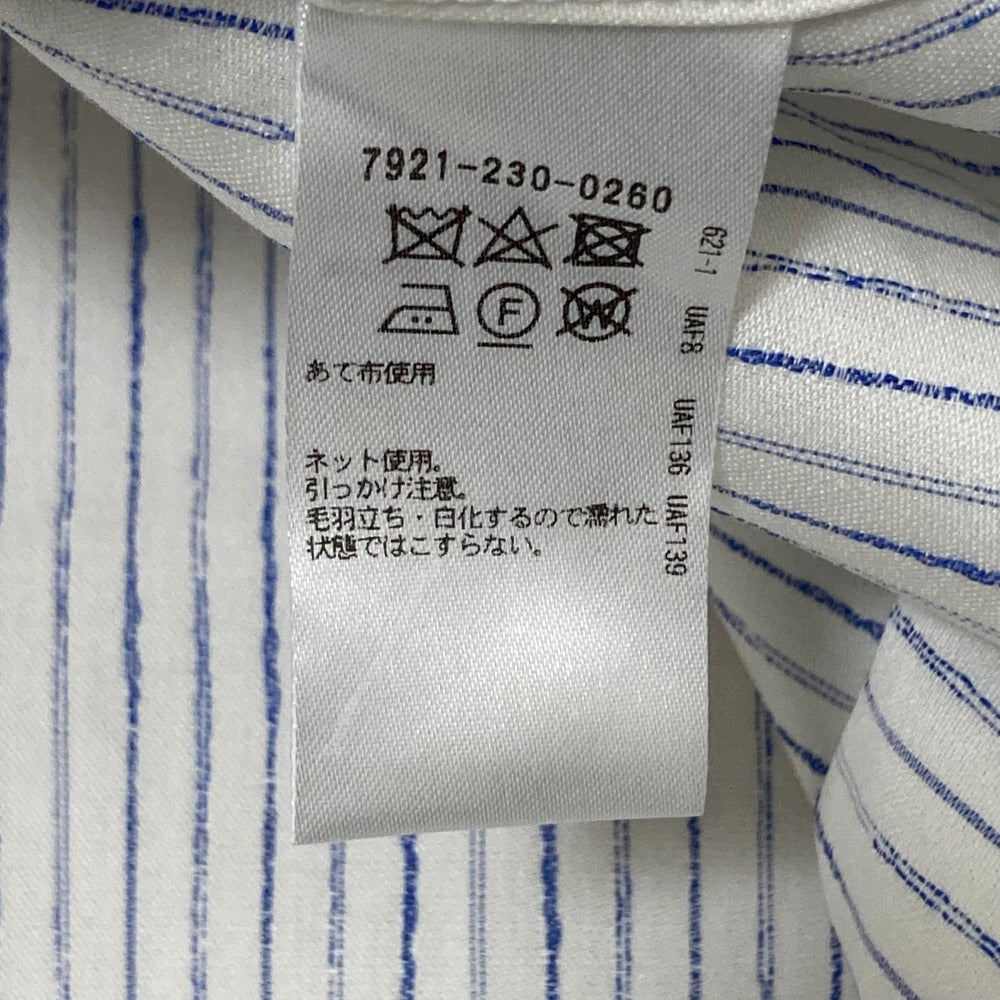 7921-230-0260
F
W
あて布使用
ネット使用。
引っかけ注意。
毛羽立ち・白化するので濡れた
状態ではこすらない。
621-1 UAF8 UAF136 UAF139